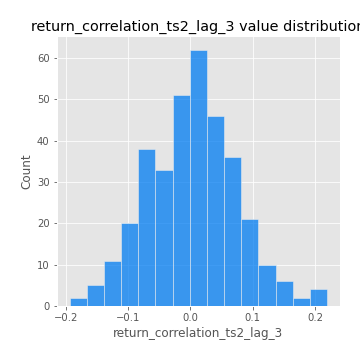 return_correlation_ts2_lag_3 value distribution
60
50
40
30
20
10
0
Count
−0.2 −0.1 0.0 0.1 0.2
return_correlation_ts2_lag_3